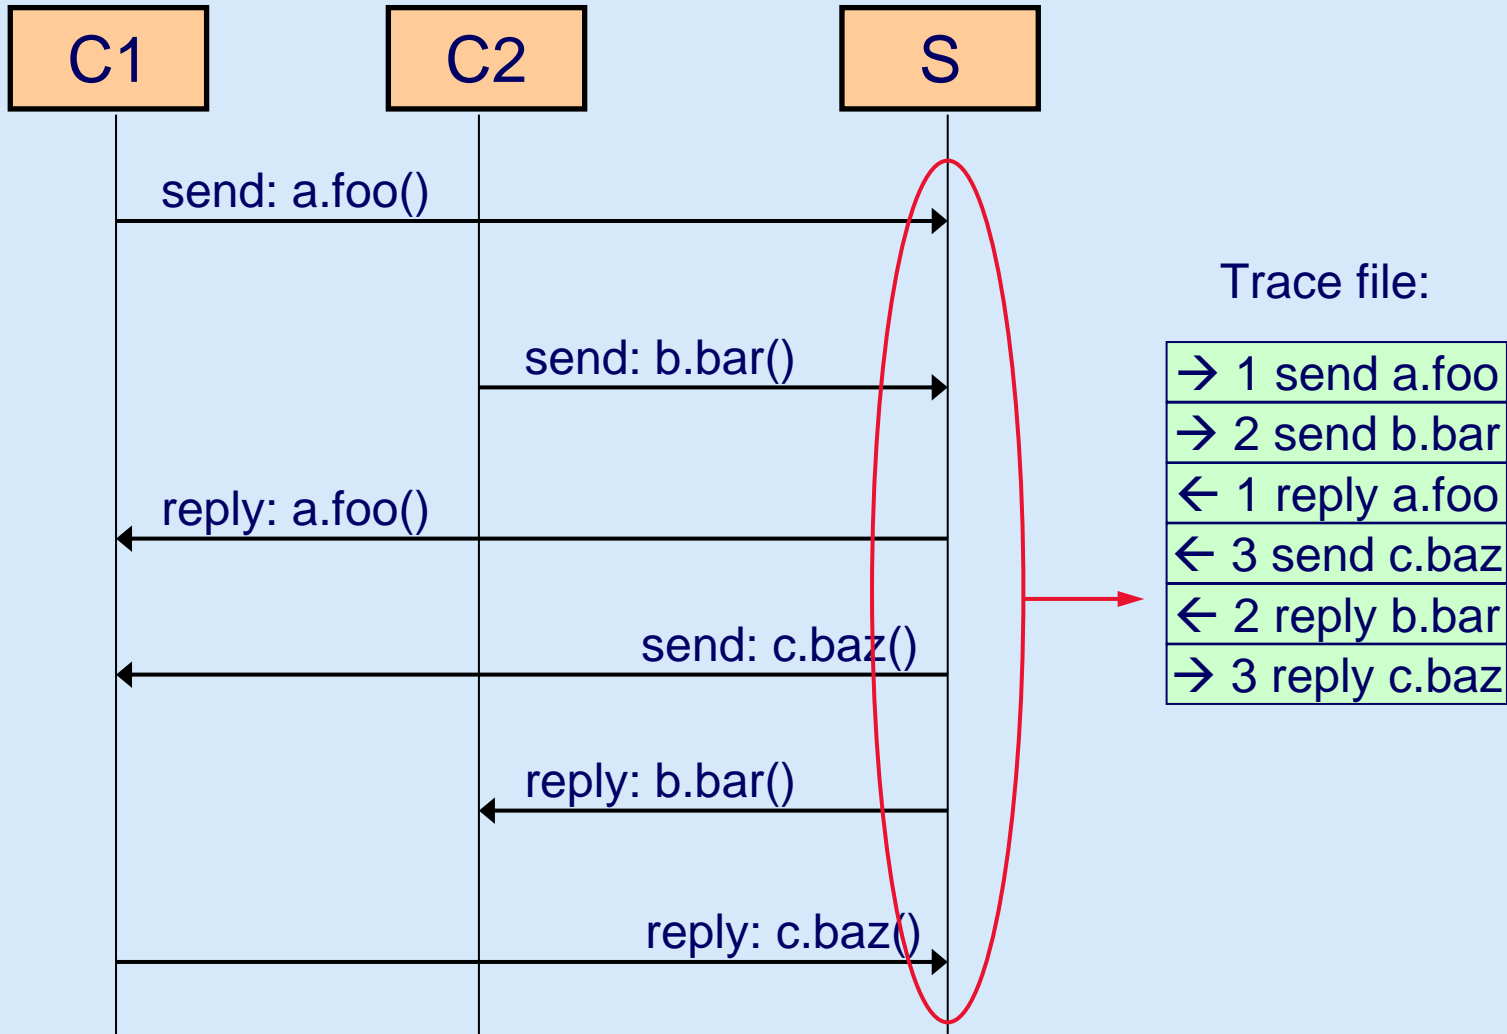 C1
C2
S
send: a.foo()
send: b.bar()
reply: a.foo()
send: c.baz()
reply: b.bar()
reply: c.baz()
Trace file:
→ 1 send a.foo
→ 2 send b.bar
← 1 reply a.foo
← 3 send c.baz
← 2 reply b.bar
→ 3 reply c.baz